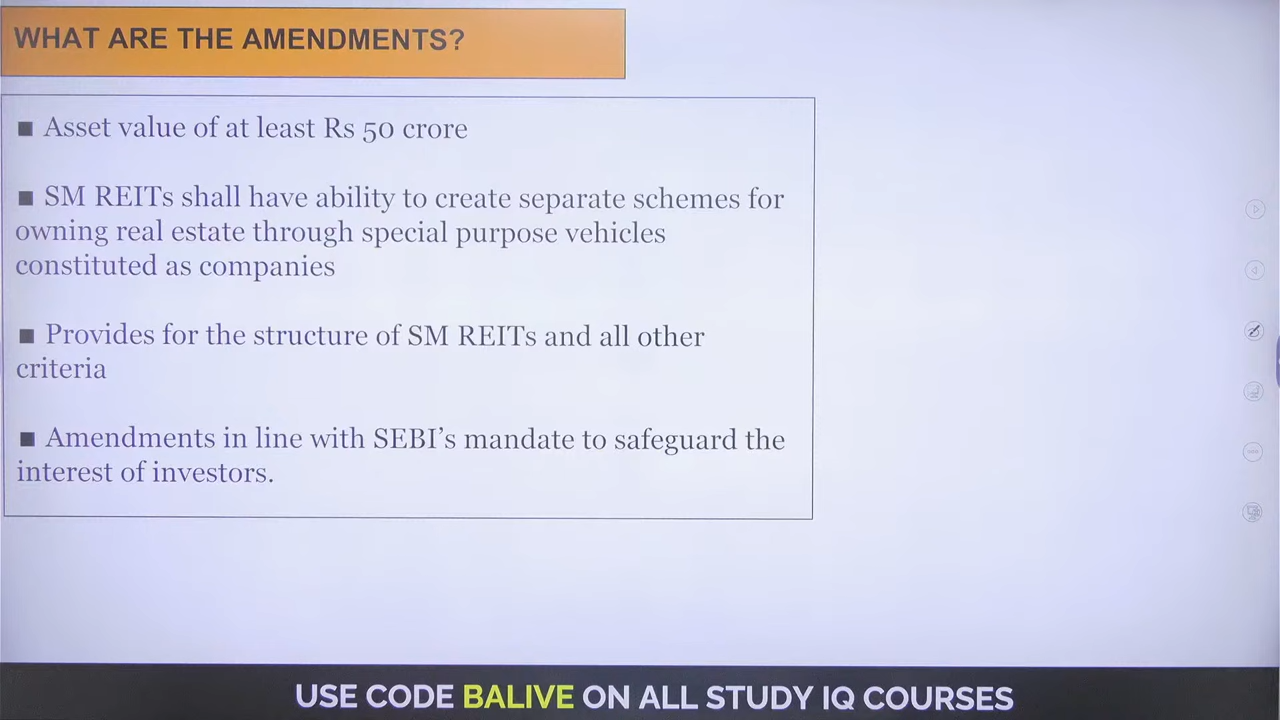 WHAT ARE THE AMENDMENTS?
■ Asset value of at least Rs 50 crore
■ SM REITs shall have ability to create separate schemes for
owning real estate through special purpose vehicles
constituted as companies
■ Provides for the structure of SM REITs and all other
criteria
■ Amendments in line with SEBI’s mandate to safeguard the
interest of investors.
USE CODE BALIVE ON ALL STUDY IQ COURSES